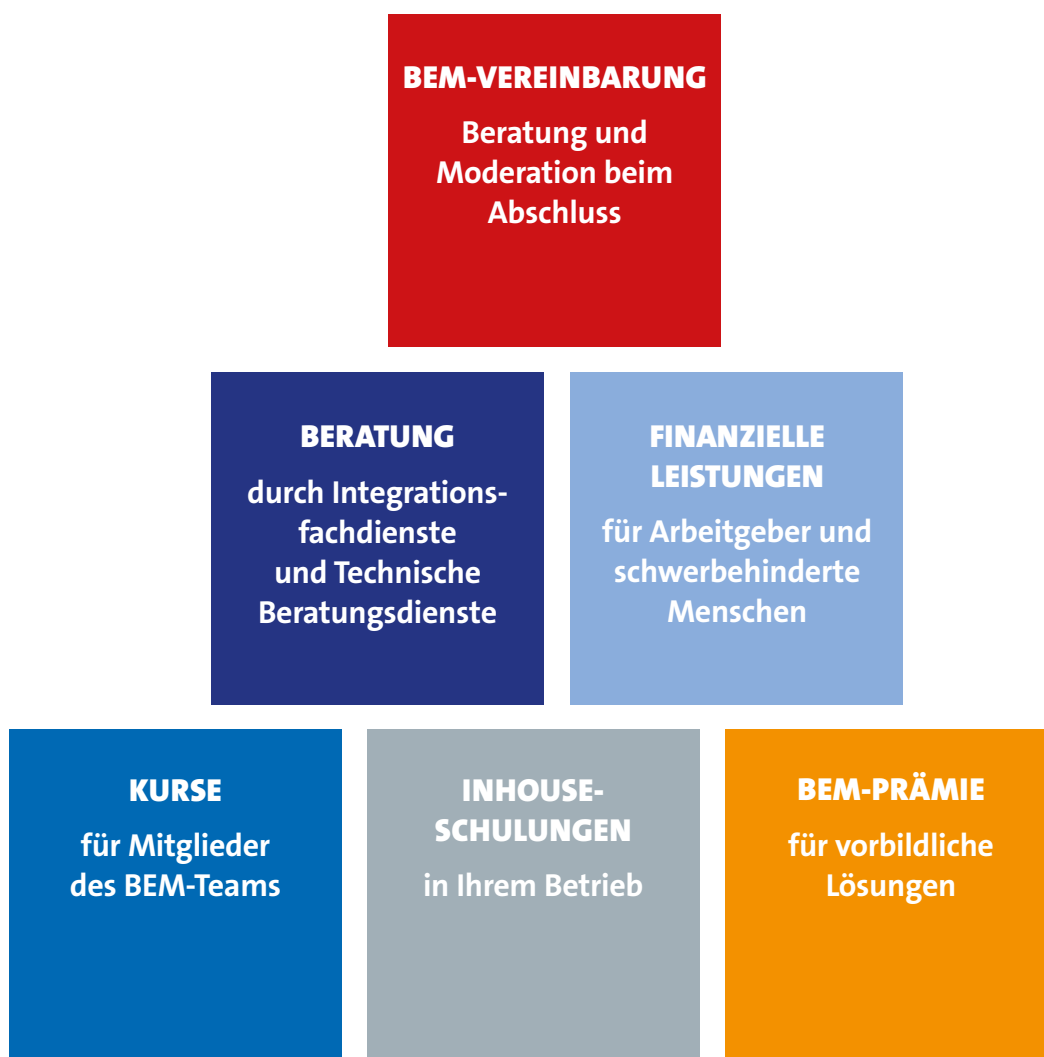 BEM-VEREINBARUNG
Beratung und
Moderation beim
Abschluss
BERATUNG
durch Integrations-
fachdienste
und Technische
Beratungsdienste
FINANZIELLE
LEISTUNGEN
für Arbeitgeber und
schwerbehinderte
Menschen
KURSE
für Mitglieder
des BEM-Teams
INHOUSE-
SCHULUNGEN
in Ihrem Betrieb
BEM-PRÄMIE
für vorbildliche
Lösungen